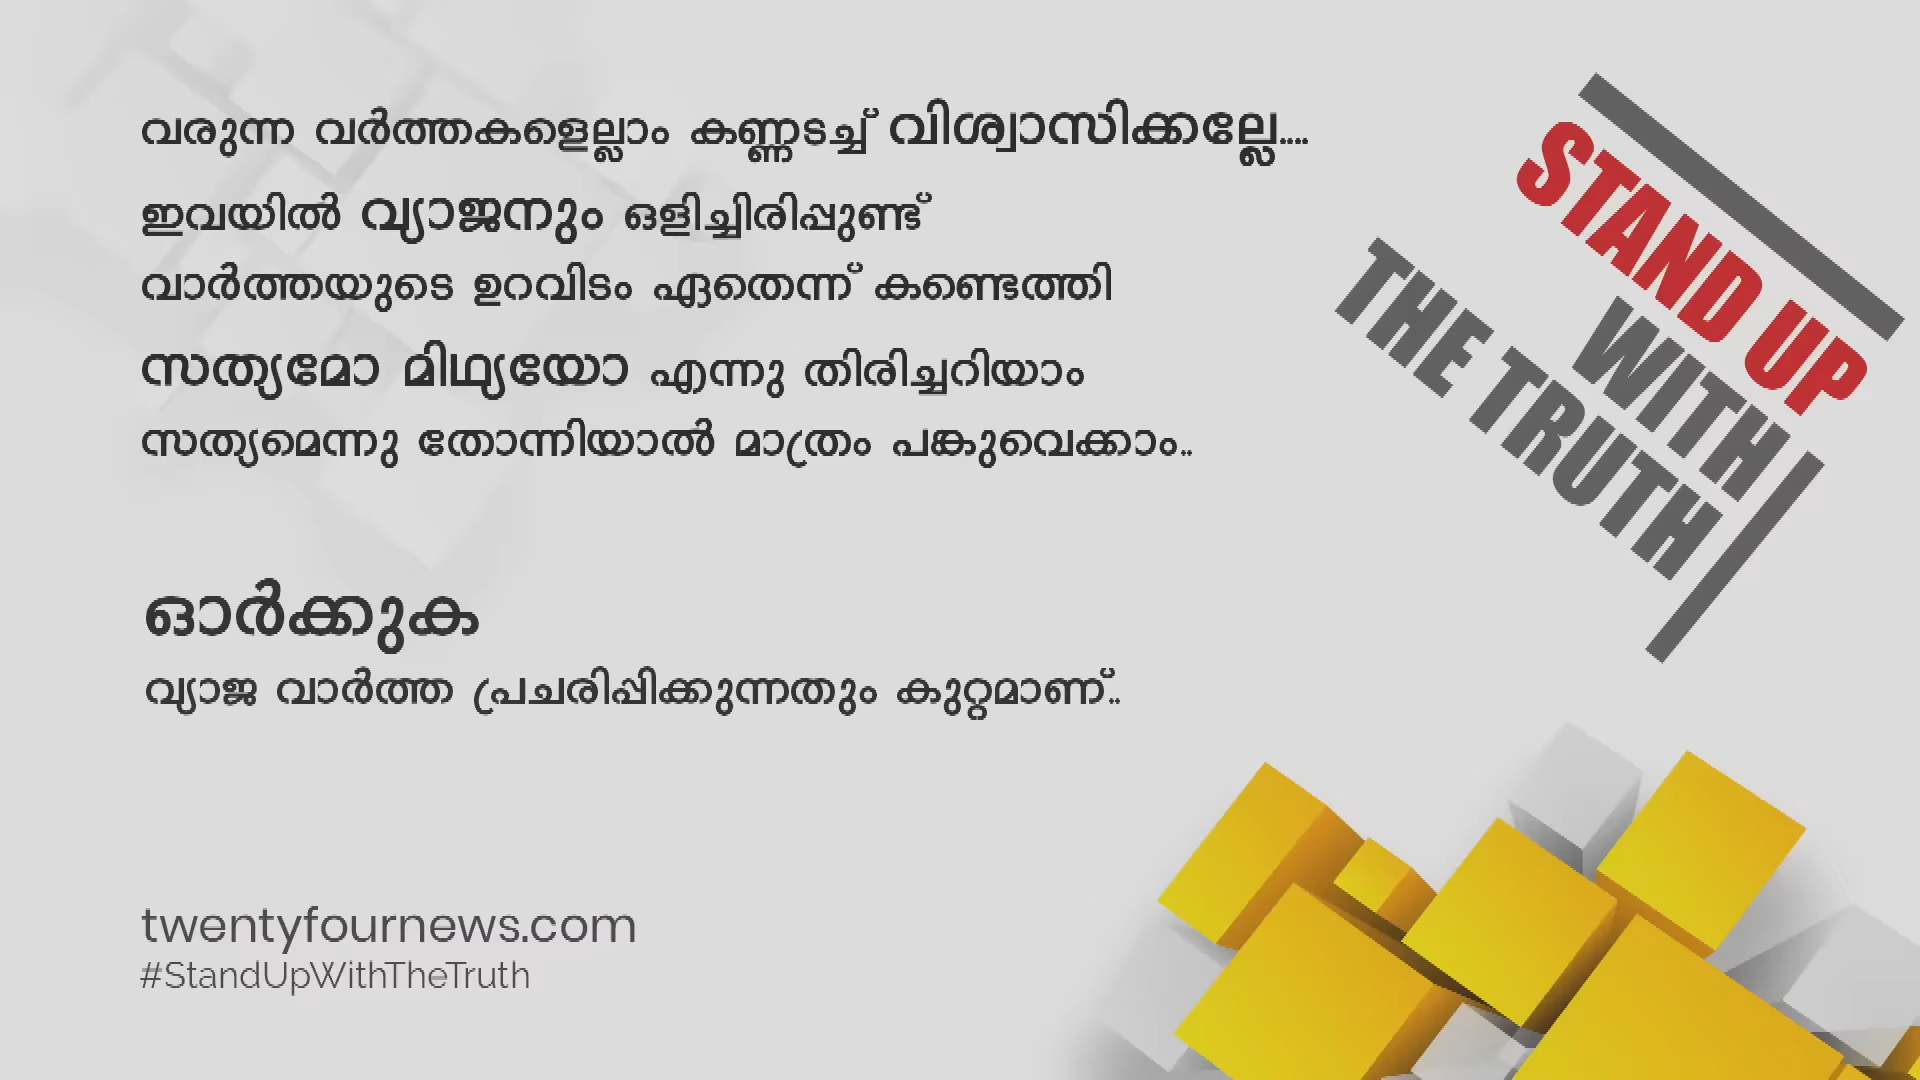 വരുന്ന വർത്തകളെല്ലാം കണ്ണടച്ച് വിശ്വാസിക്കല്ലേ....
ഇവയിൽ വ്യാജനും ഒളിച്ചിരിപ്പുണ്ട്
വാർത്തയുടെ ഉറവിടം ഏതെന്ന് കണ്ടെത്തി
സത്യമോ മിഥ്യയോ എന്നു തിരിച്ചറിയാം
സത്യമെന്നു തോന്നിയാൽ മാത്രം പങ്കുവെക്കാം..
ഓർക്കുക
വ്യാജ വാർത്ത പ്രചരിപ്പിക്കുന്നതും കുറ്റമാണ്..
twentyfournews.com
#StandUpWithTheTruth
STAND UP
WITH
THE TRUTH